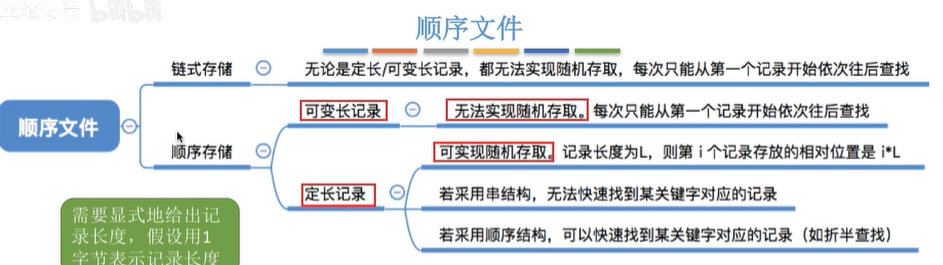 顺序文件
链式存储
无论是定长/可变长记录，都无法实现随机存取，每次只能从第一个记录开始依次往后查找
可变长记录
无法实现随机存取。每次只能从第一个记录开始依次往后查找
顺序文件
顺序存储
可实现随机存取。记录长度为L，则第 i 个记录存放的相对位置是 i*L
定长记录
若采用串结构，无法快速找到某关键字对应的记录
若采用顺序结构，可以快速找到某关键字对应的记录（如折半查找）
需要显式地给出记
录长度，假设用1
字节表示记录长度